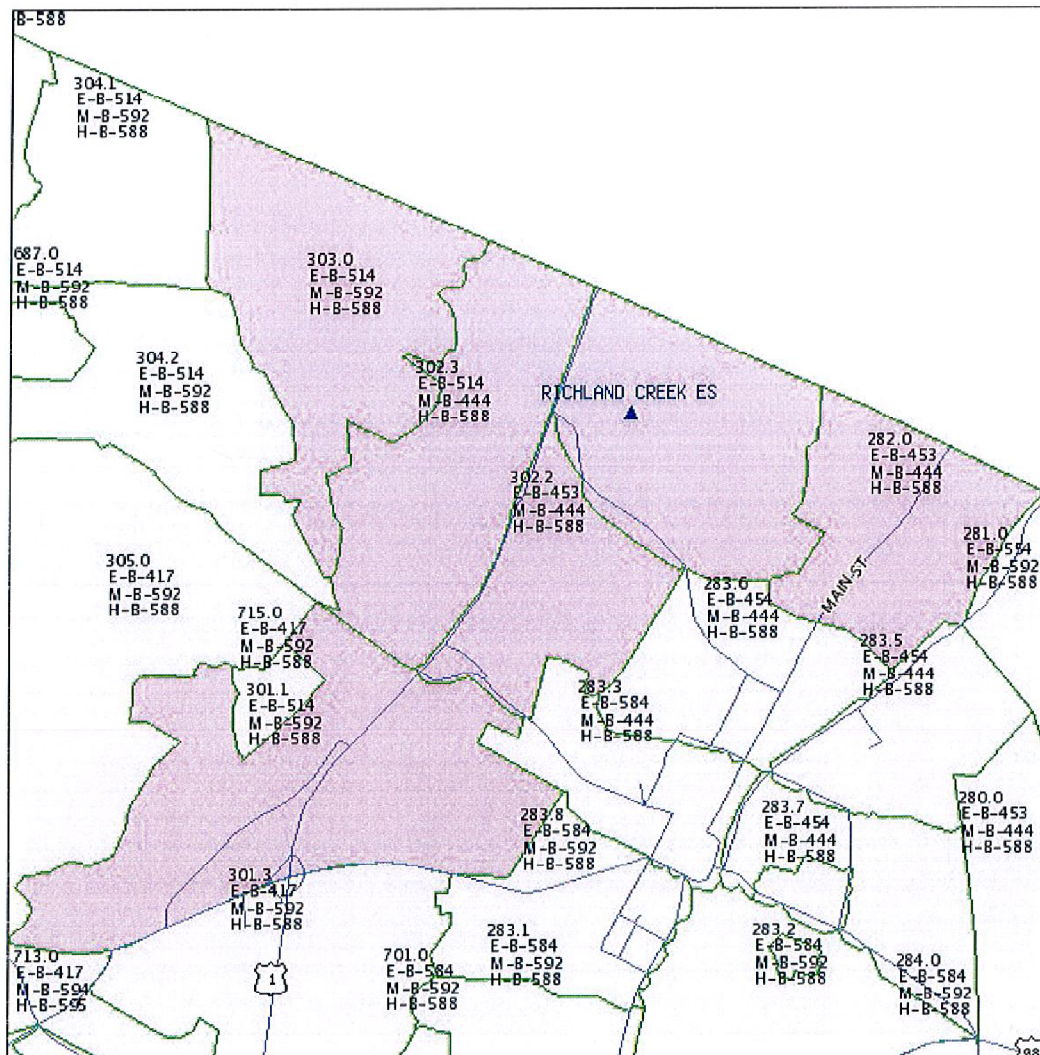 B-588
304.1
E-B-514
M-B-592
H-B-588
687.0
E-B-514
M-B-592
H-B-588
303.0
E-B-514
M-B-592
H-B-588
304.2
E-B-514
M-B-592
H-B-588
302.3
E-B-514
M-B-444
H-B-588
RICHLAND CREEK ES
282.0
E-B-453
M-B-444
H-B-588
302.2
E-B-453
M-B-444
H-B-588
281.0
E-B-554
M-B-592
H-B-588
305.0
E-B-417
M-B-592
H-B-588
283.6
E-B-454
M-B-444
H-B-588
MAIN ST
715.0
E-B-417
M-B-592
H-B-588
283.5
E-B-454
M-B-444
H-B-588
301.1
E-B-514
M-B-592
H-B-588
283.3
E-B-584
M-B-444
H-B-588
283.8
E-B-584
M-B-592
H-B-588
283.7
E-B-454
M-B-444
H-B-588
280.0
E-B-453
M-B-444
H-B-588
301.3
E-B-417
M-B-592
H-B-588
713.0
E-B-417
M-B-594
H-B-595
1
701.0
E-B-584
M-B-592
H-B-588
283.1
E-B-584
M-B-592
H-B-588
283.2
E-B-584
M-B-592
H-B-588
284.0
E-B-584
M-B-592
H-B-588
98